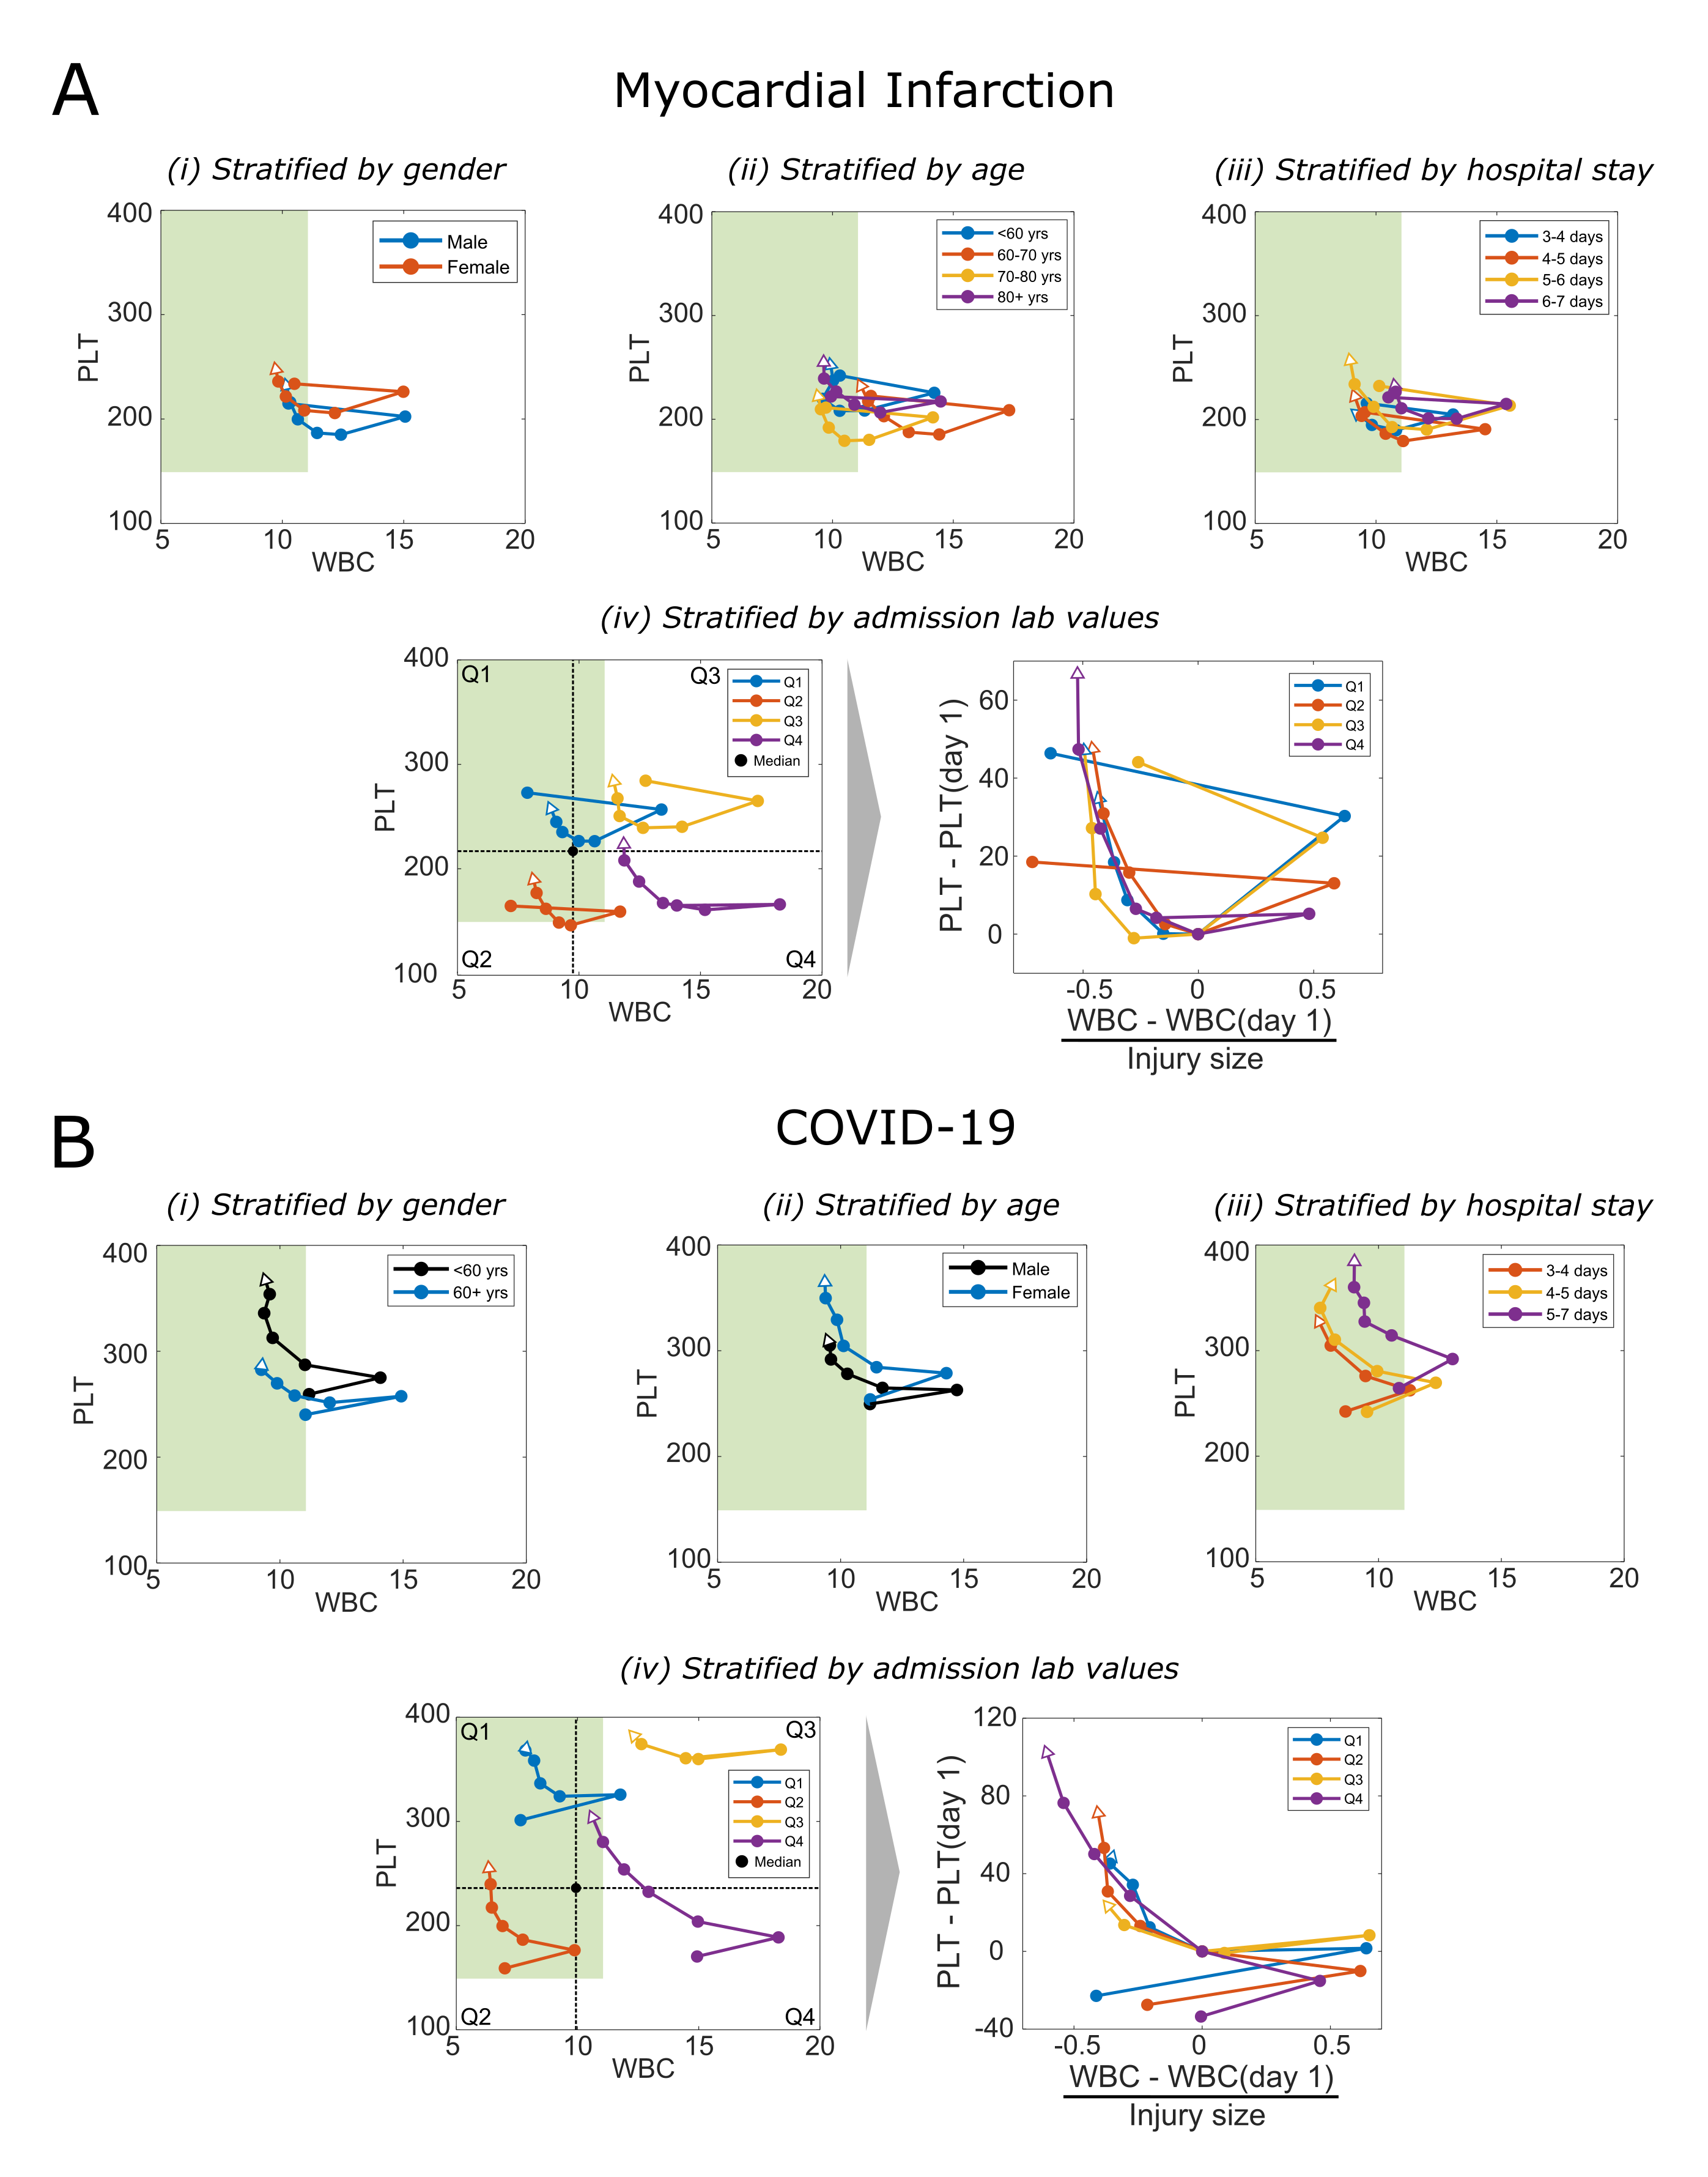 A
Myocardial Infarction
(i) Stratified by gender
(ii) Stratified by age
(iii) Stratified by hospital stay
400
300
200
100
PLT
5
10
15
20
WBC
Male
Female
400
300
200
100
PLT
5
10
15
20
WBC
<60 yrs
60-70 yrs
70-80 yrs
80+ yrs
400
300
200
100
PLT
5
10
15
20
WBC
3-4 days
4-5 days
5-6 days
6-7 days
(iv) Stratified by admission lab values
400
300
200
100
PLT
5
10
15
20
WBC
Q1
Q3
Q2
Q4
Q1
Q2
Q3
Q4
Median
60
40
20
0
PLT - PLT(day 1)
-0.5
0
0.5
WBC - WBC(day 1)
Injury size
Q1
Q2
Q3
Q4
B
COVID-19
(i) Stratified by gender
(ii) Stratified by age
(iii) Stratified by hospital stay
400
300
200
100
PLT
5
10
15
20
WBC
<60 yrs
60+ yrs
400
300
200
100
PLT
5
10
15
20
WBC
Male
Female
400
300
200
100
PLT
5
10
15
20
WBC
3-4 days
4-5 days
5-7 days
(iv) Stratified by admission lab values
400
300
200
100
PLT
5
10
15
20
WBC
Q1
Q3
Q2
Q4
Q1
Q2
Q3
Q4
Median
120
80
40
0
-40
PLT - PLT(day 1)
-0.5
0
0.5
WBC - WBC(day 1)
Injury size
Q1
Q2
Q3
Q4